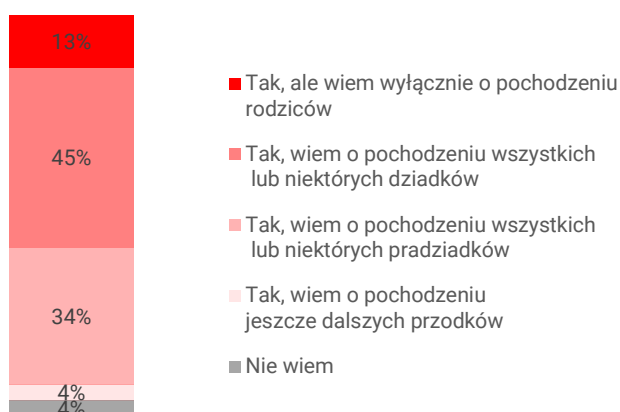 13%
45%
34%
4%
4%
Tak, ale wiem wyłącznie o pochodzeniu
rodziców
Tak, wiem o pochodzeniu wszystkich
lub niektórych dziadków
Tak, wiem o pochodzeniu wszystkich
lub niektórych pradziadków
Tak, wiem o pochodzeniu
jeszcze dalszych przodków
Nie wiem